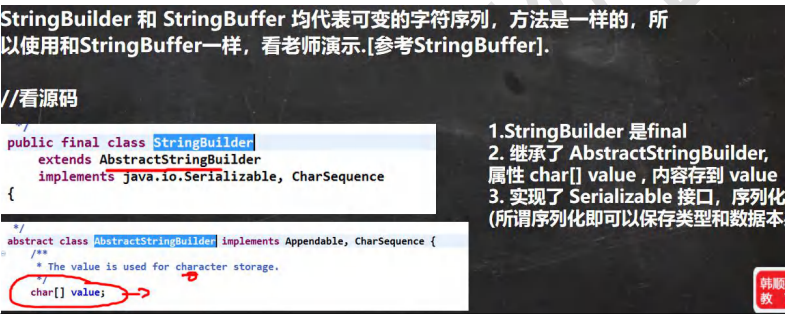 StringBuilder 和 StringBuffer 均代表可变的字符序列，方法是一样的，所
以使用和StringBuffer一样，看老师演示.[参考StringBuffer].
//看源码
*/
public final class StringBuilder
extends AbstractStringBuilder
implements java.io.Serializable, CharSequence
{
*/
abstract class AbstractStringBuilder implements Appendable, CharSequence {
/**
* The value is used for character storage.
*/
char[] value;
1.StringBuilder 是final
2. 继承了 AbstractStringBuilder,
属性 char[] value , 内容存到 value
3. 实现了 Serializable 接口，序列化
(所谓序列化即可以保存类型和数据本
韩顺
教